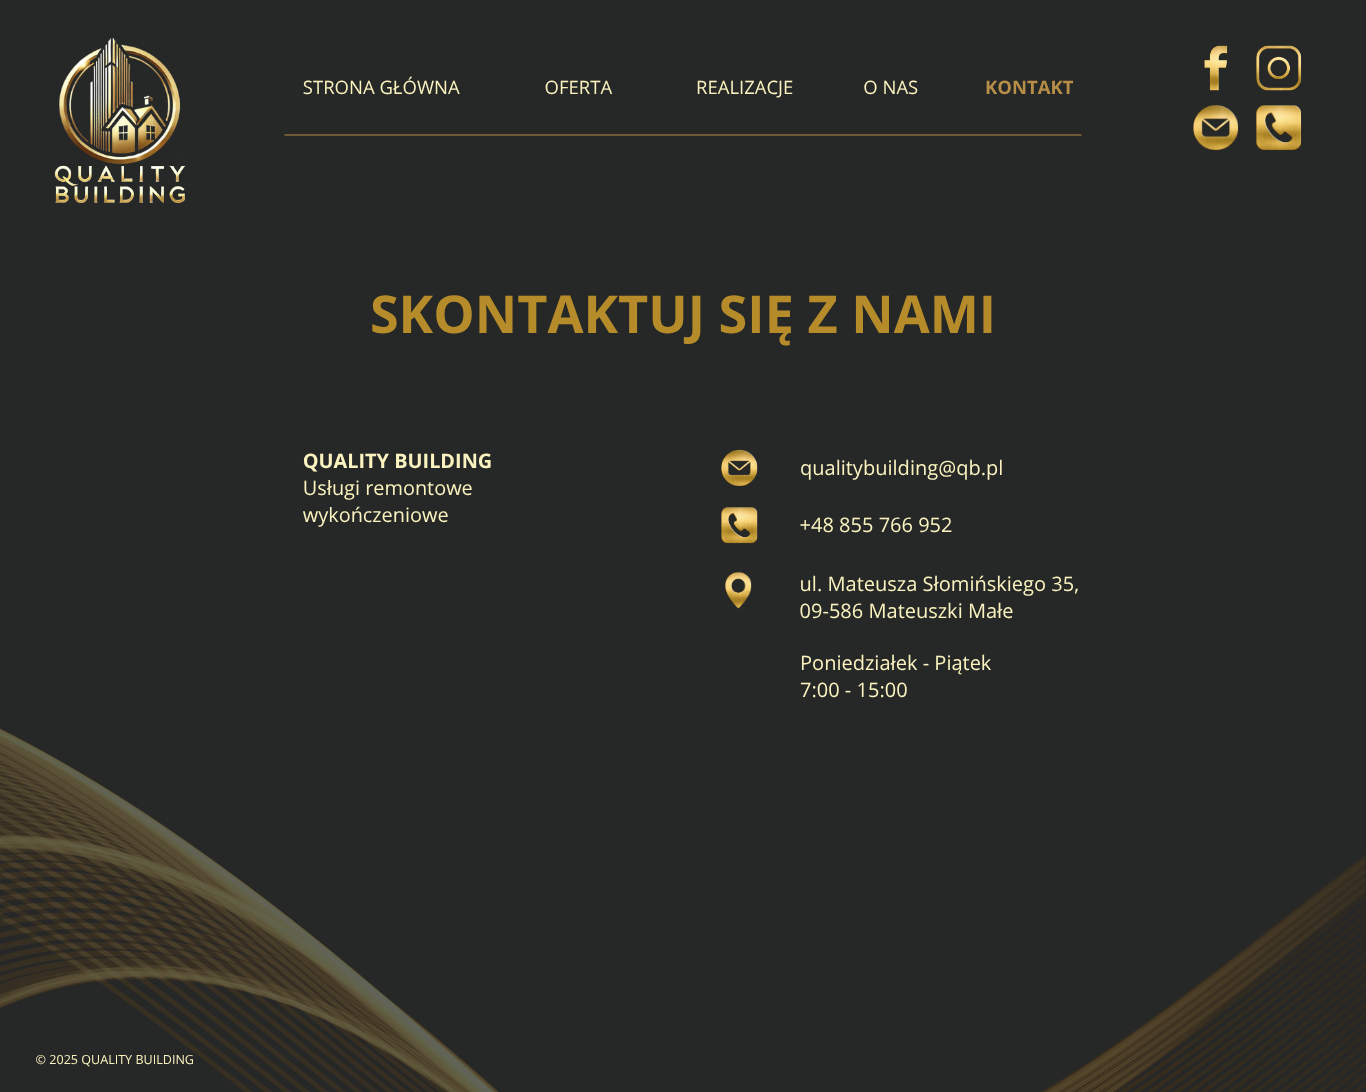 QUALITY
BUILDING
STRONA GŁÓWNA
OFERTA
REALIZACJE
O NAS
KONTAKT
SKONTAKTUJ SIĘ Z NAMI
QUALITY BUILDING
Usługi remontowe
wykończeniowe
qualitybuilding@qb.pl
+48 855 766 952
ul. Mateusza Słomińskiego 35,
09-586 Mateuszki Małe
Poniedziałek - Piątek
7:00 - 15:00
© 2025 QUALITY BUILDING